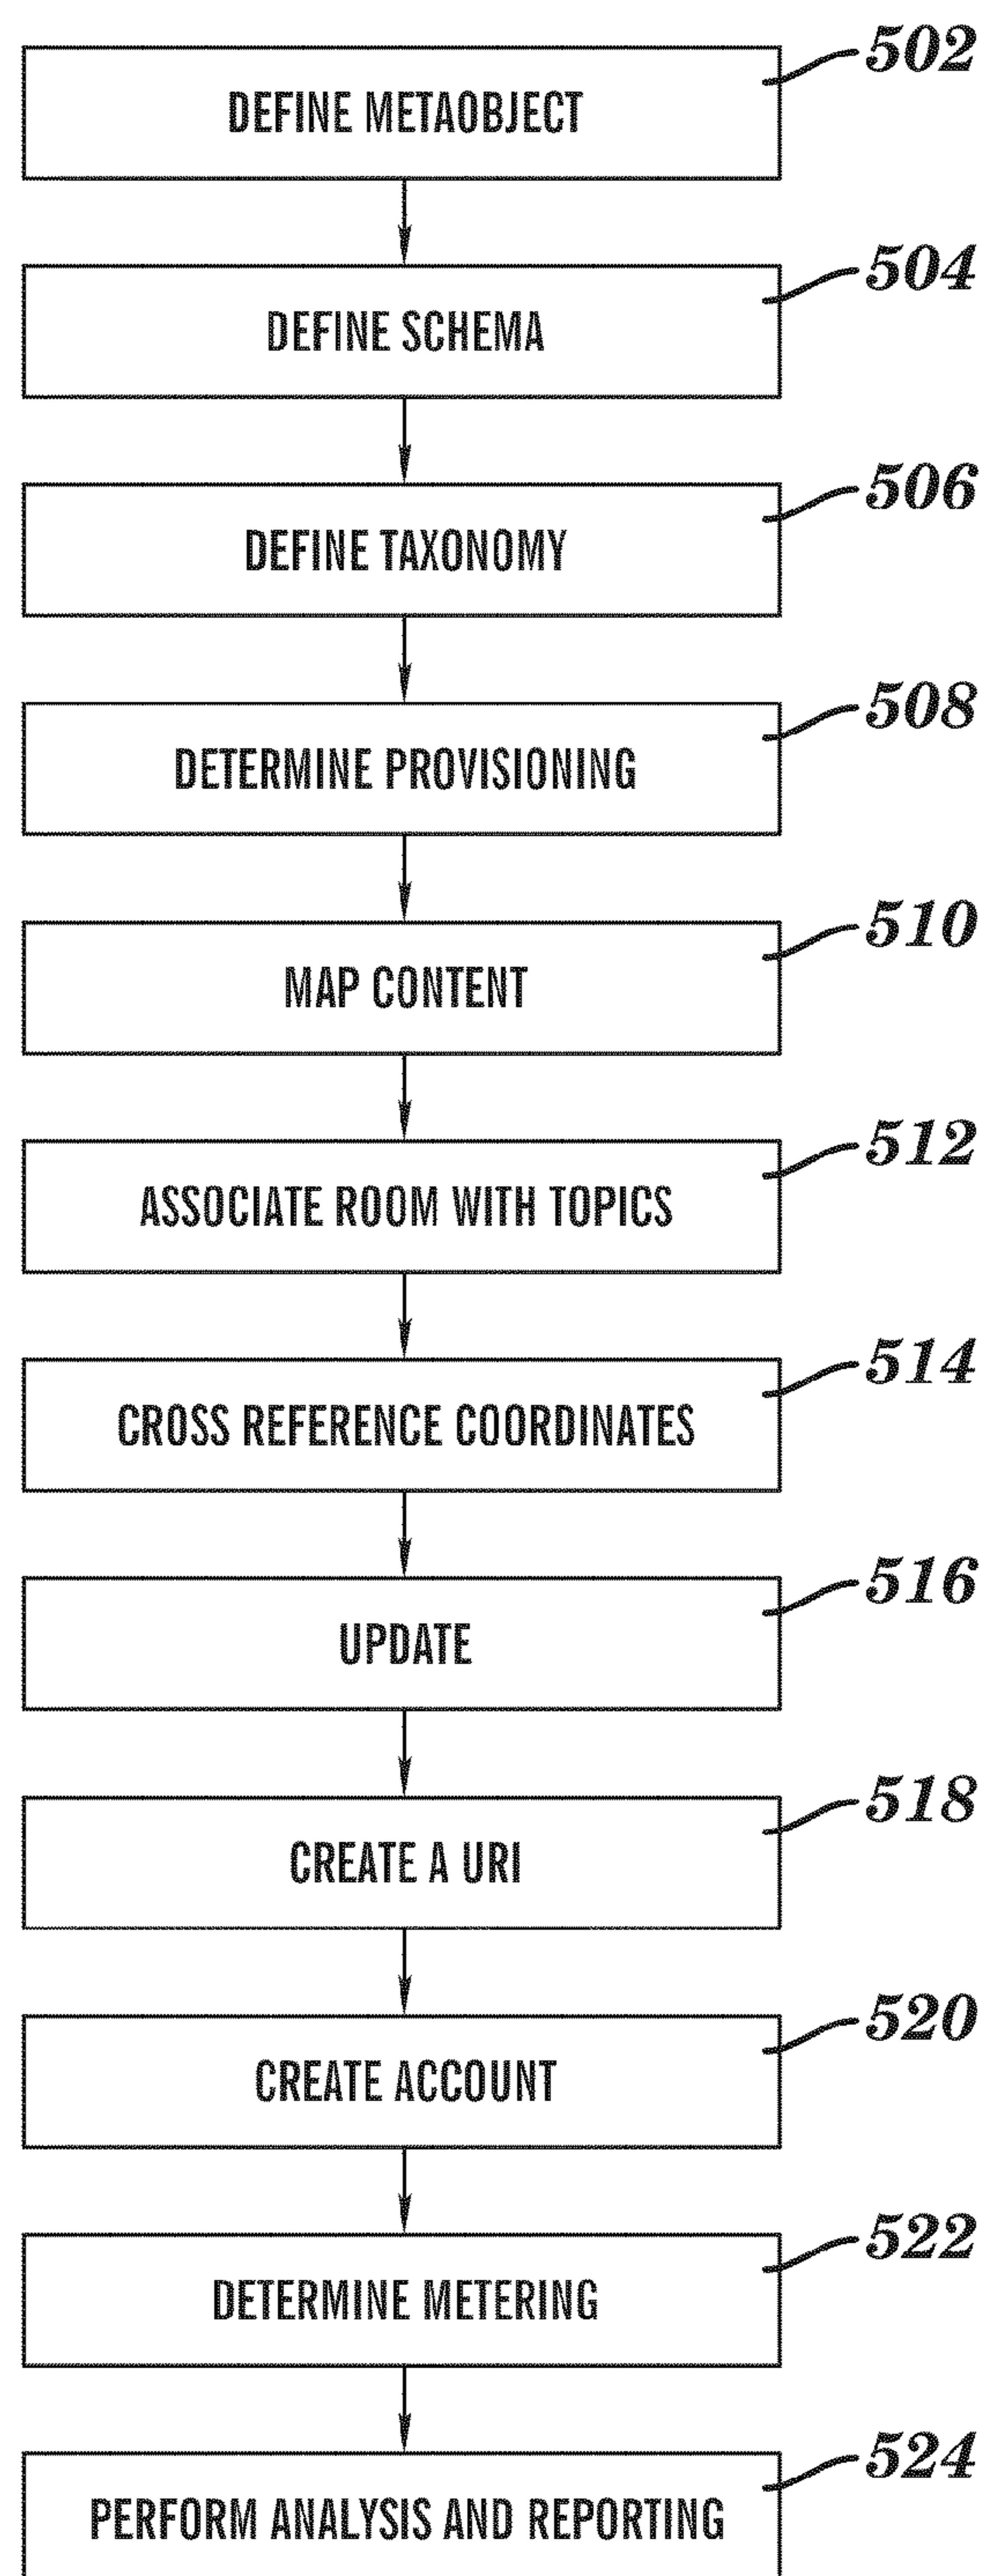 502
DEFINE METAOBJECT
504
DEFINE SCHEMA
506
DEFINE TAXONOMY
508
DETERMINE PROVISIONING
510
MAP CONTENT
512
ASSOCIATE ROOM WITH TOPICS
514
CROSS REFERENCE COORDINATES
516
UPDATE
518
CREATE A URI
520
CREATE ACCOUNT
522
DETERMINE METERING
524
PERFORM ANALYSIS AND REPORTING